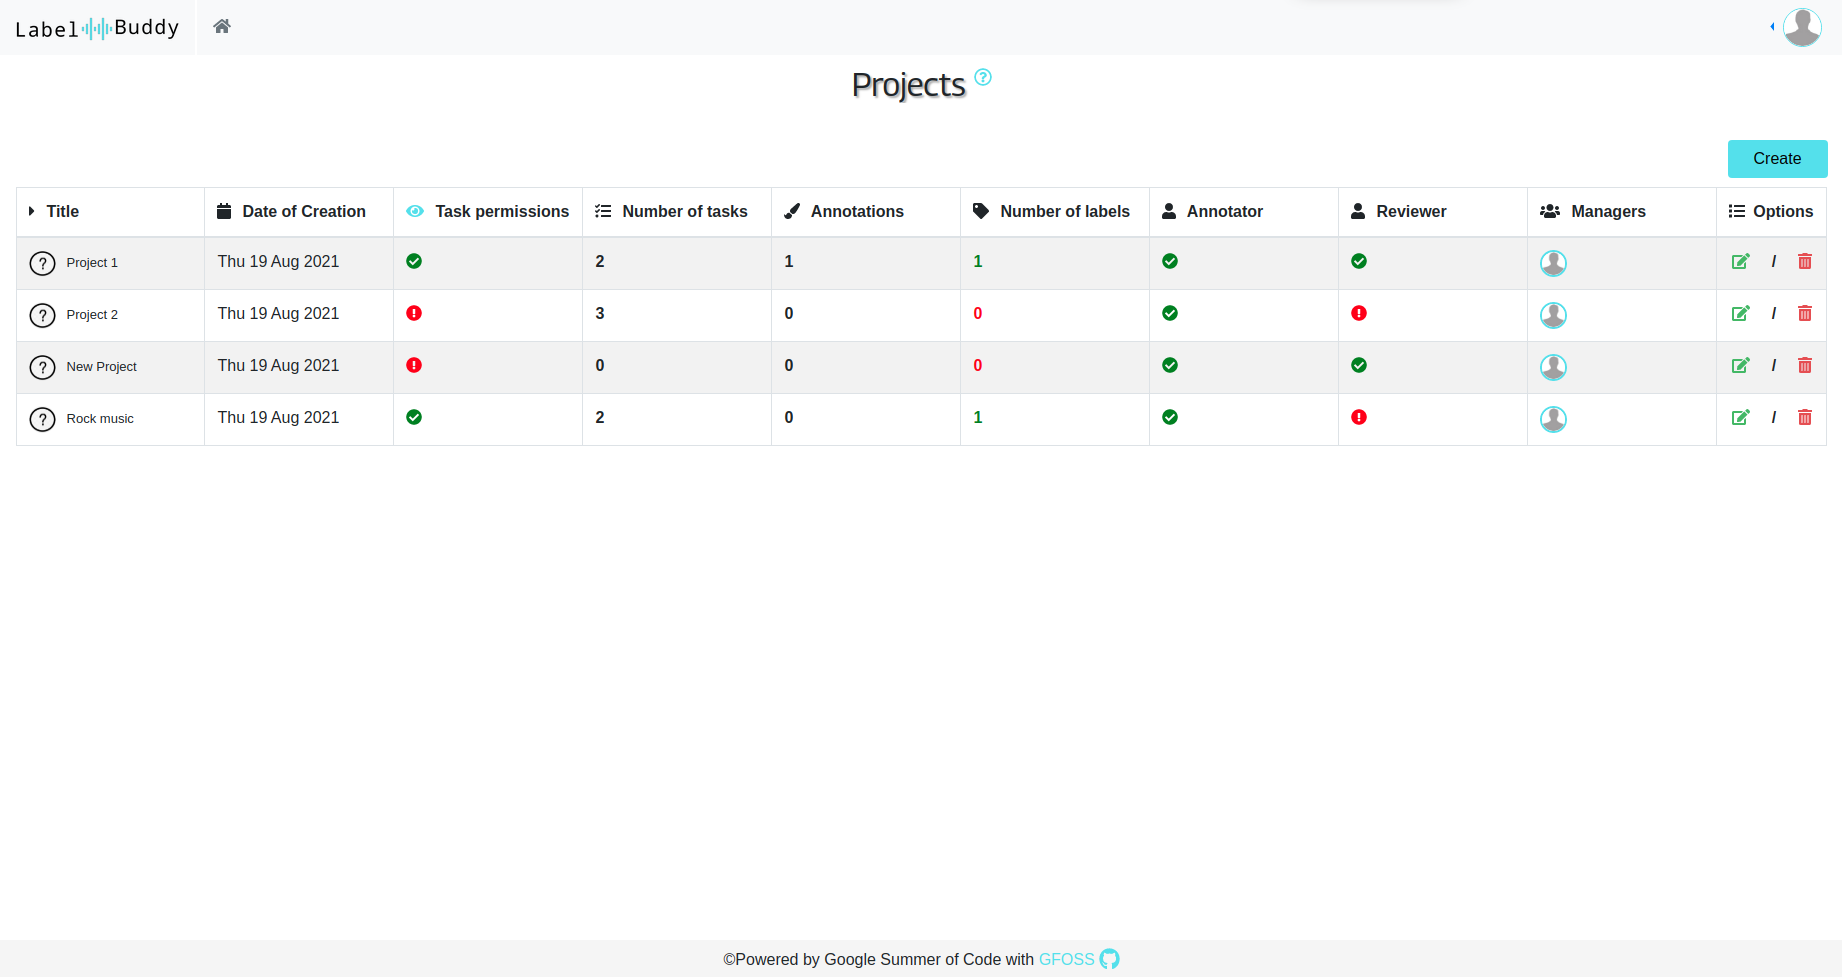 Label Buddy
Projects
Create
Title Date of Creation Task permissions Number of tasks Annotations Number of labels Annotator Reviewer Managers Options
Project 1 Thu 19 Aug 2021 2 1 1 /
Project 2 Thu 19 Aug 2021 3 0 0 /
New Project Thu 19 Aug 2021 0 0 0 /
Rock music Thu 19 Aug 2021 2 0 1 /
©Powered by Google Summer of Code with GFOSS